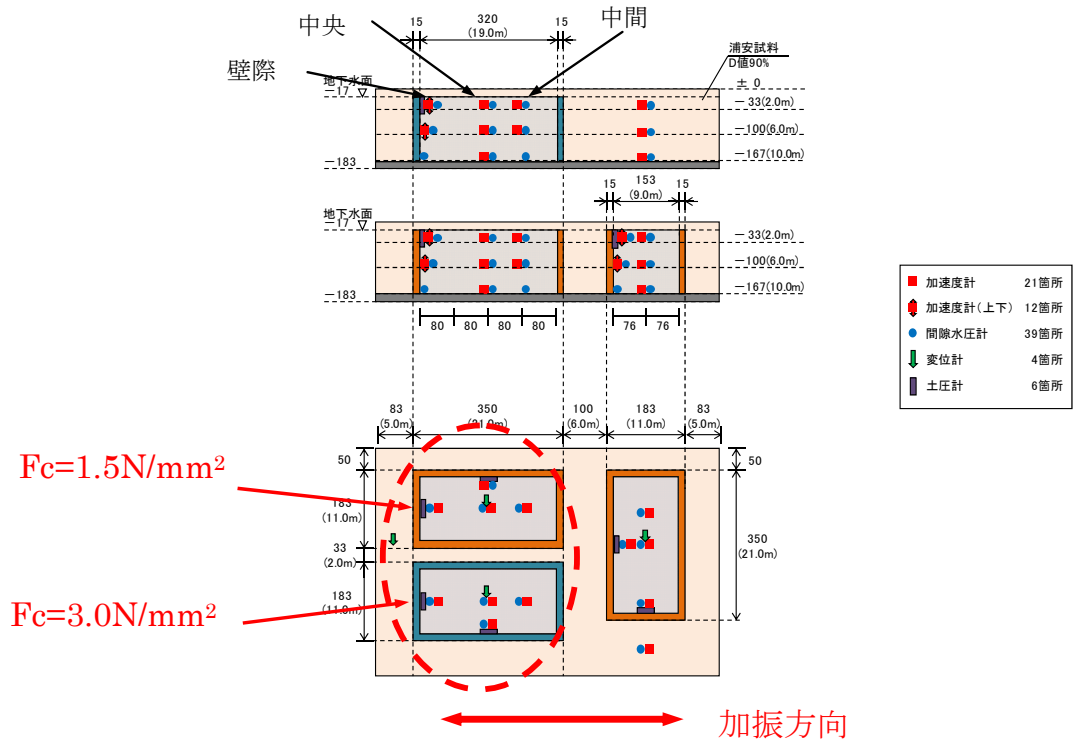 中央
中間
壁際
15
320
(19.0m)
15
浦安試料
D値90%
地下水面
−17
± 0
−33(2.0m)
−100(6.0m)
−167(10.0m)
−183
15
153
(9.0m)
15
地下水面
−17
−33(2.0m)
−100(6.0m)
−167(10.0m)
−183
80
80
80
80
76
76
加速度計 21箇所
加速度計(上下) 12箇所
間隙水圧計 39箇所
変位計 4箇所
土圧計 6箇所
83
(5.0m)
350
(21.0m)
100
(6.0m)
183
(11.0m)
83
(5.0m)
50
50
Fc=1.5N/mm²
183
(11.0m)
33
(2.0m)
350
(21.0m)
Fc=3.0N/mm²
183
(11.0m)
加振方向